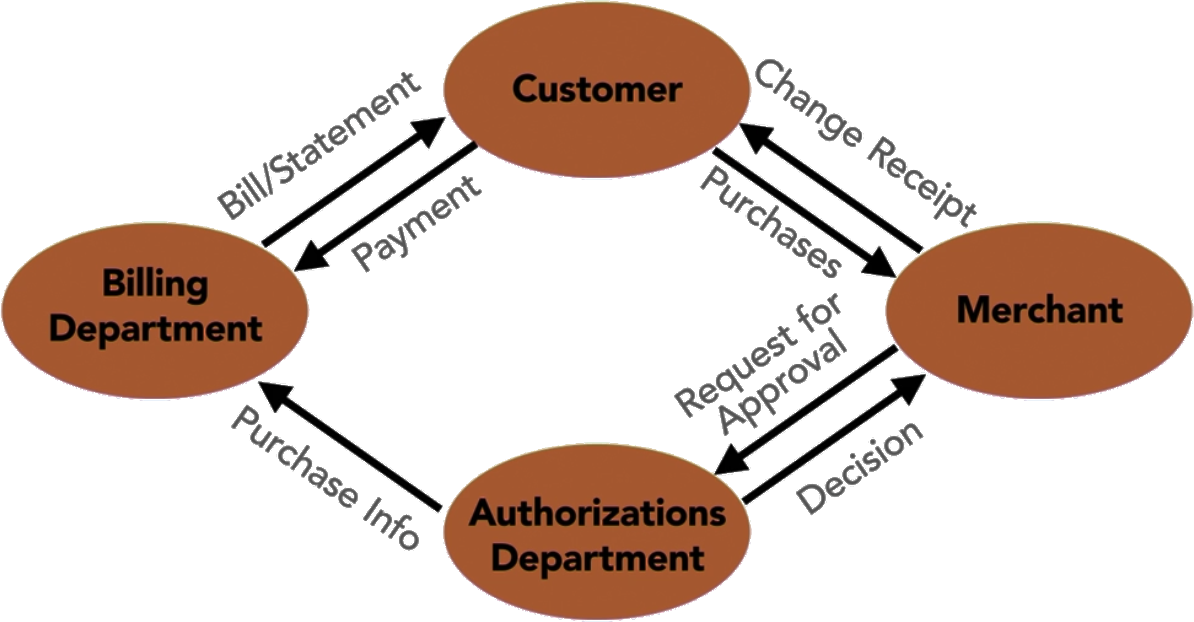 Customer
Change Receipt
Bill/Statement
Payment
Purchases
Billing
Department
Merchant
Request for
Approval
Decision
Purchase Info
Authorizations
Department